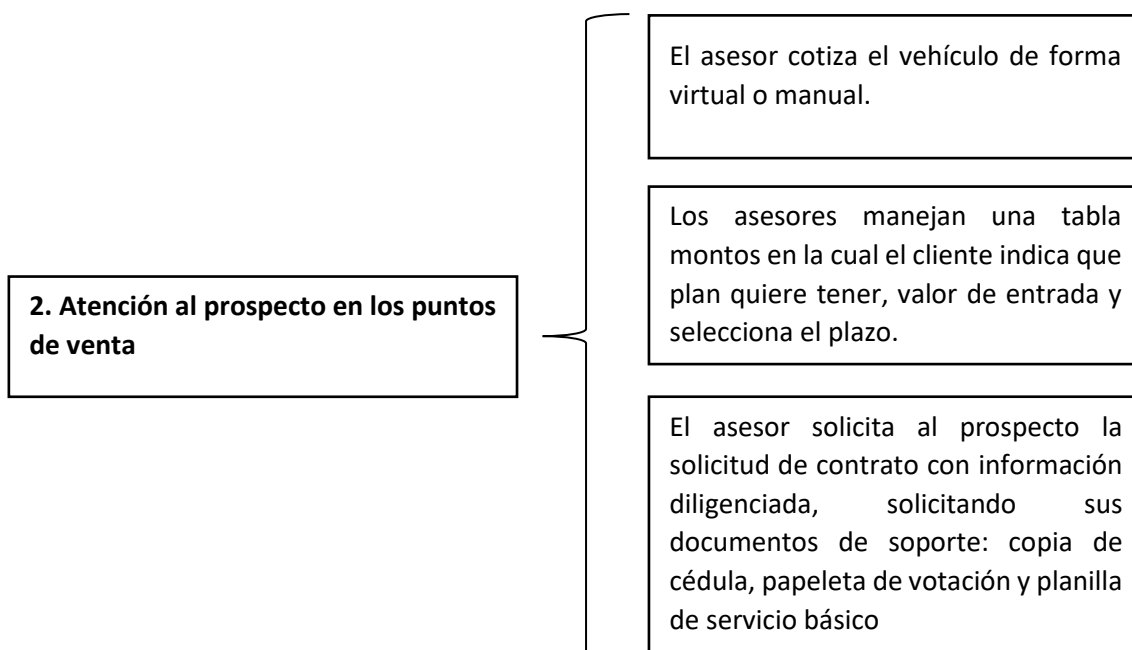 El asesor cotiza el vehículo de forma
virtual o manual.
Los asesores manejan una tabla
montos en la cual el cliente indica que
plan quiere tener, valor de entrada y
selecciona el plazo.
2. Atención al prospecto en los puntos
de venta
El asesor solicita al prospecto la
solicitud de contrato con información
diligenciada, solicitando sus
documentos de soporte: copia de
cédula, papeleta de votación y planilla
de servicio básico